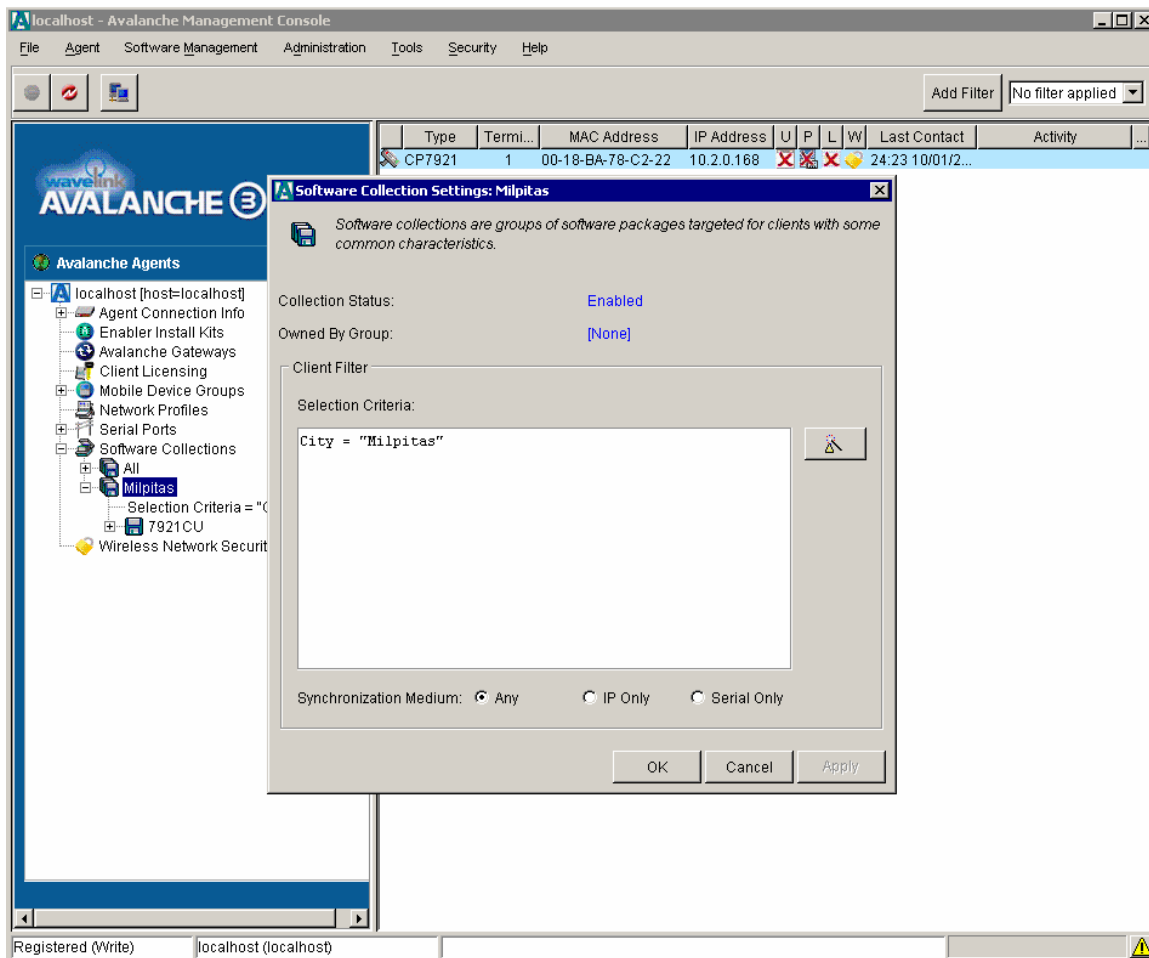 localhost - Avalanche Management Console
File Agent Software Management Administration Tools Security Help
Add Filter No filter applied
wavelink
AVALANCHE 3
Avalanche Agents
localhost [host=localhost]
Agent Connection Info
Enabler Install Kits
Avalanche Gateways
Client Licensing
Mobile Device Groups
Network Profiles
Serial Ports
Software Collections
All
Milpitas
Selection Criteria = "C
7921CU
Wireless Network Securit
Type Termi... MAC Address IP Address U P L W Last Contact Activity ...
CP7921 1 00-18-BA-78-C2-22 10.2.0.168 24:23 10/01/2...
Software Collection Settings: Milpitas
Software collections are groups of software packages targeted for clients with some
common characteristics.
Collection Status: Enabled
Owned By Group: [None]
Client Filter
Selection Criteria:
City = "Milpitas"
Synchronization Medium: Any IP Only Serial Only
OK Cancel Apply
Registered (Write) localhost (localhost)